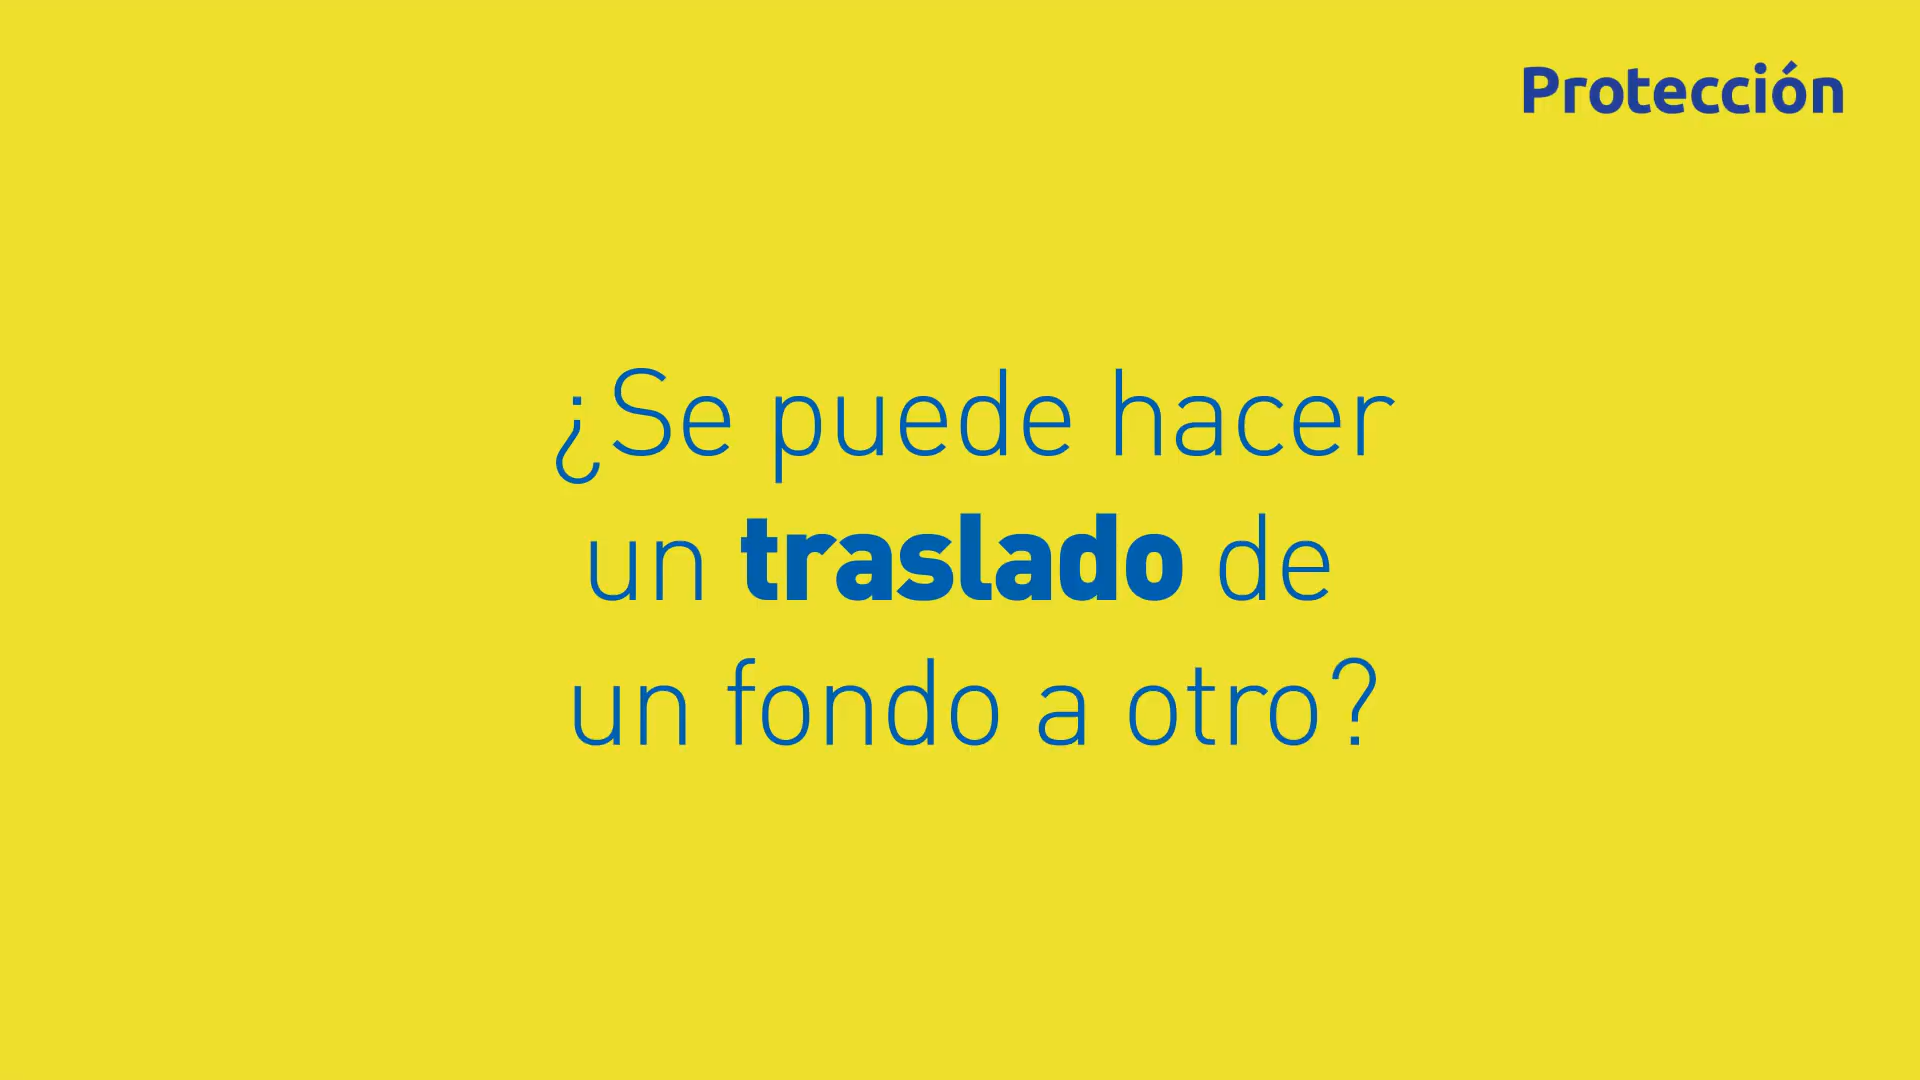 Protección
¿Se puede hacer
un traslado de
un fondo a otro?